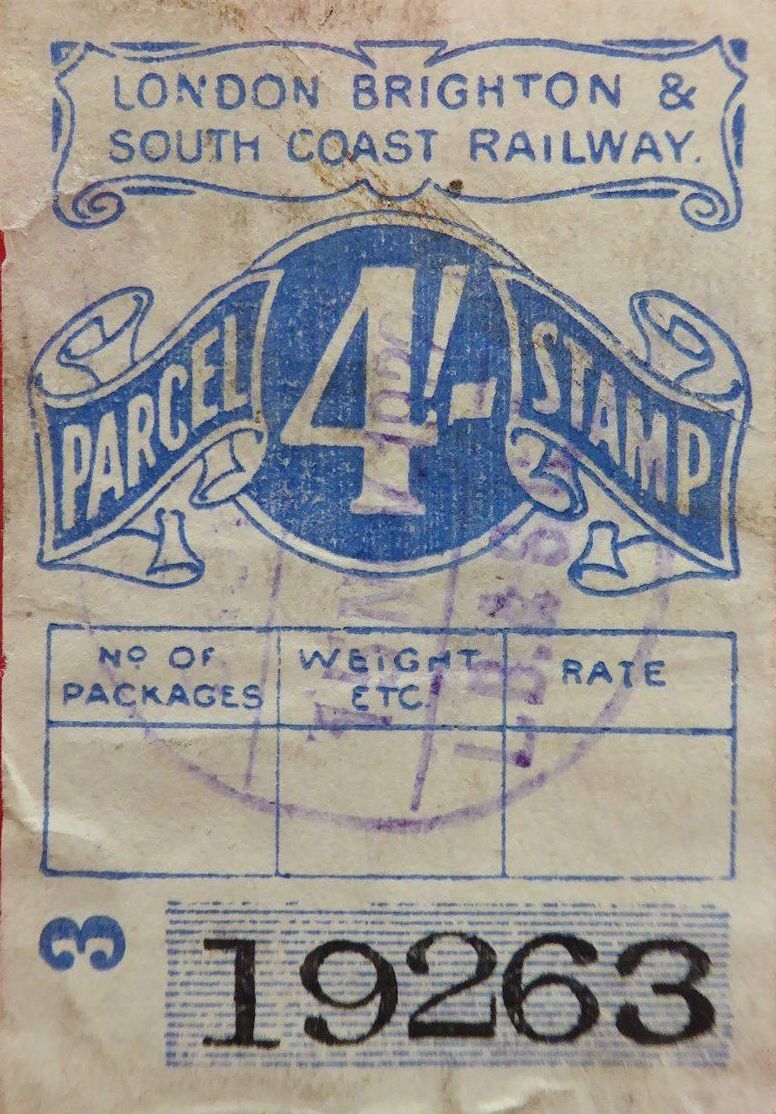 LONDON BRIGHTON &
SOUTH COAST RAILWAY.
PARCEL 4/- STAMP
No OF PACKAGES
WEIGHT ETC.
RATE
3
19263